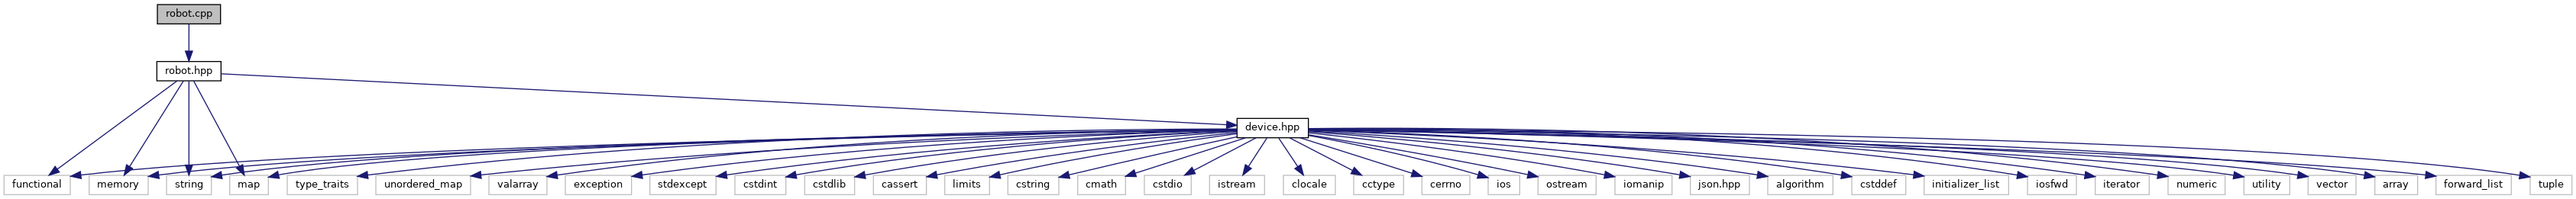 robot.cpp
robot.hpp
device.hpp
functional
memory
string
map
type_traits
unordered_map
valarray
exception
stdexcept
cstdint
cstdlib
cassert
limits
cstring
cmath
cstdio
istream
clocale
cctype
cerrno
ios
ostream
iomanip
json.hpp
algorithm
cstddef
initializer_list
iosfwd
iterator
numeric
utility
vector
array
forward_list
tuple